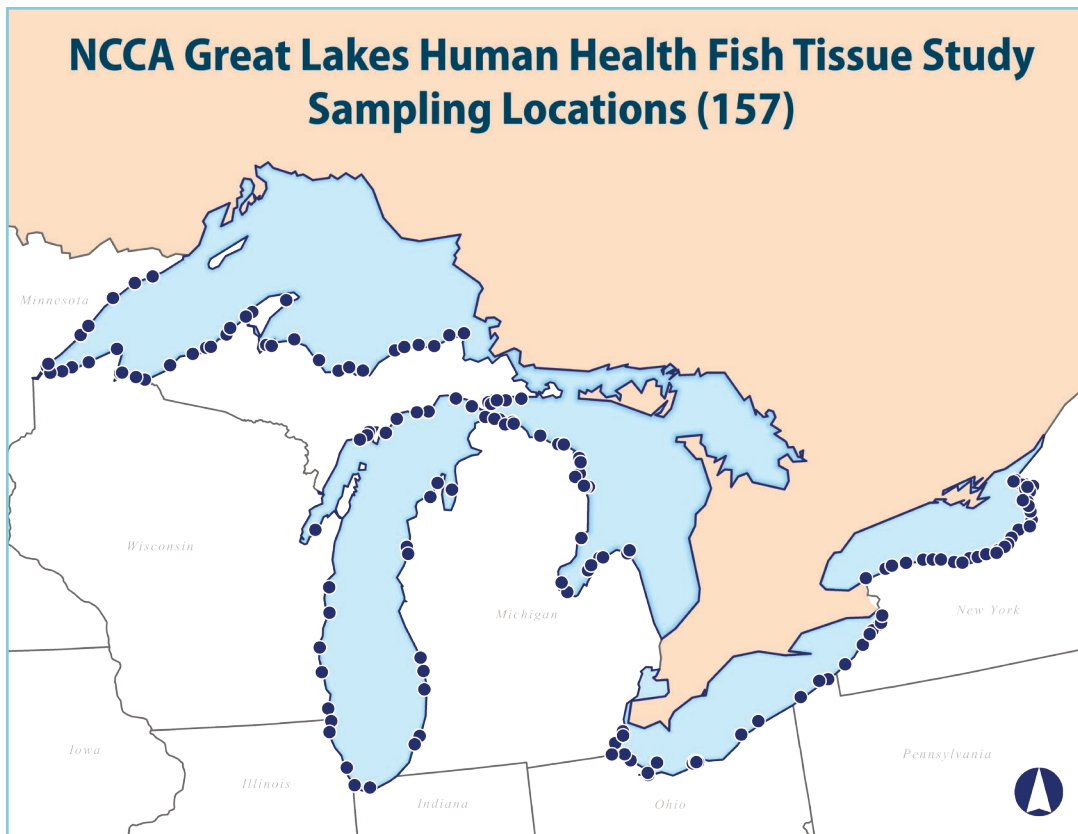 NCCA Great Lakes Human Health Fish Tissue Study
Sampling Locations (157)
Minnesota
Wisconsin
Michigan
New York
Iowa
Illinois
Indiana
Ohio
Pennsylvania